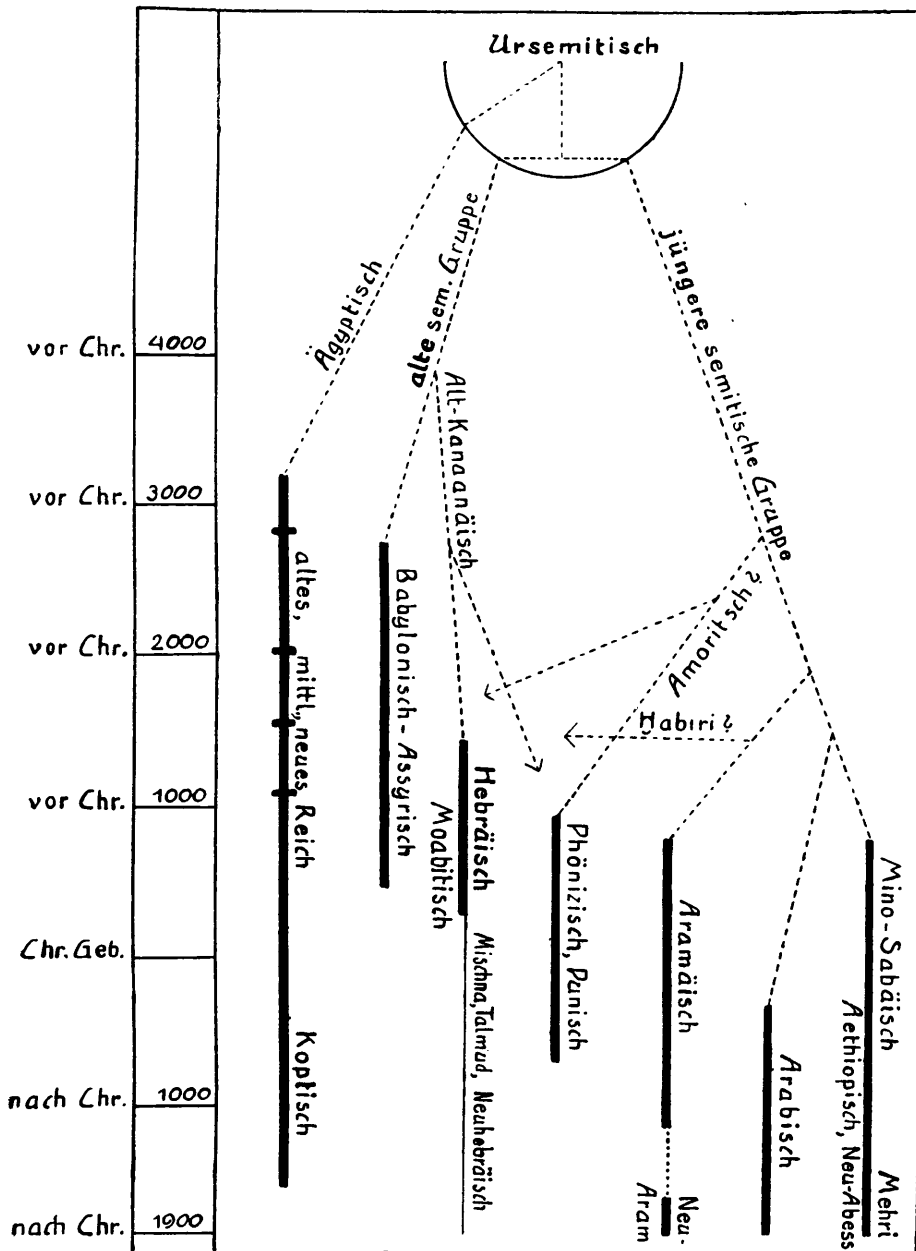 Ursemitisch
Ägyptisch
alte sem. Gruppe
jüngere semitische Gruppe
vor Chr. 4000
Alt-Kanaanäisch
vor Chr. 3000
altes, mittl., neues Reich
Babylonisch-Assyrisch
Amoritsch?
vor Chr. 2000
Ḫabiri?
vor Chr. 1000
Hebräisch
Moabitisch
Phönizisch, Punisch
Aramäisch
Mino-Sabäisch
Chr. Geb.
Mischna, Talmud, Neuhebräisch
Koptisch
Arabisch
Aethiopisch, Neu-Abess
Mehri
nach Chr. 1000
Neu-
Aram
nach Chr. 1900